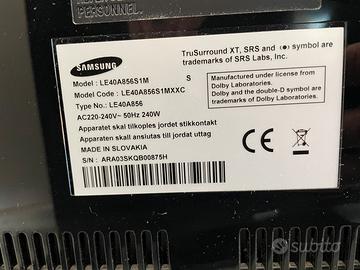 PERSONNEL.
SAMSUNG
Model No.: LE40A856S1M S
Model Code: LE40A856S1MXXC
Type No.: LE40A856
AC220-240V~ 50Hz 240W
Apparatet skal tilkoples jordet stikkontakt
Apparaten skall anslutas till jordat uttag
MADE IN SLOVAKIA
S/N: ARA03SKQB00875H
TruSurround XT, SRS and (●) symbol are
trademarks of SRS Labs, Inc.
Manufactured under license from
Dolby Laboratories.
Dolby and the double-D symbol are
trademarks of Dolby Laboratories.
CE
subito